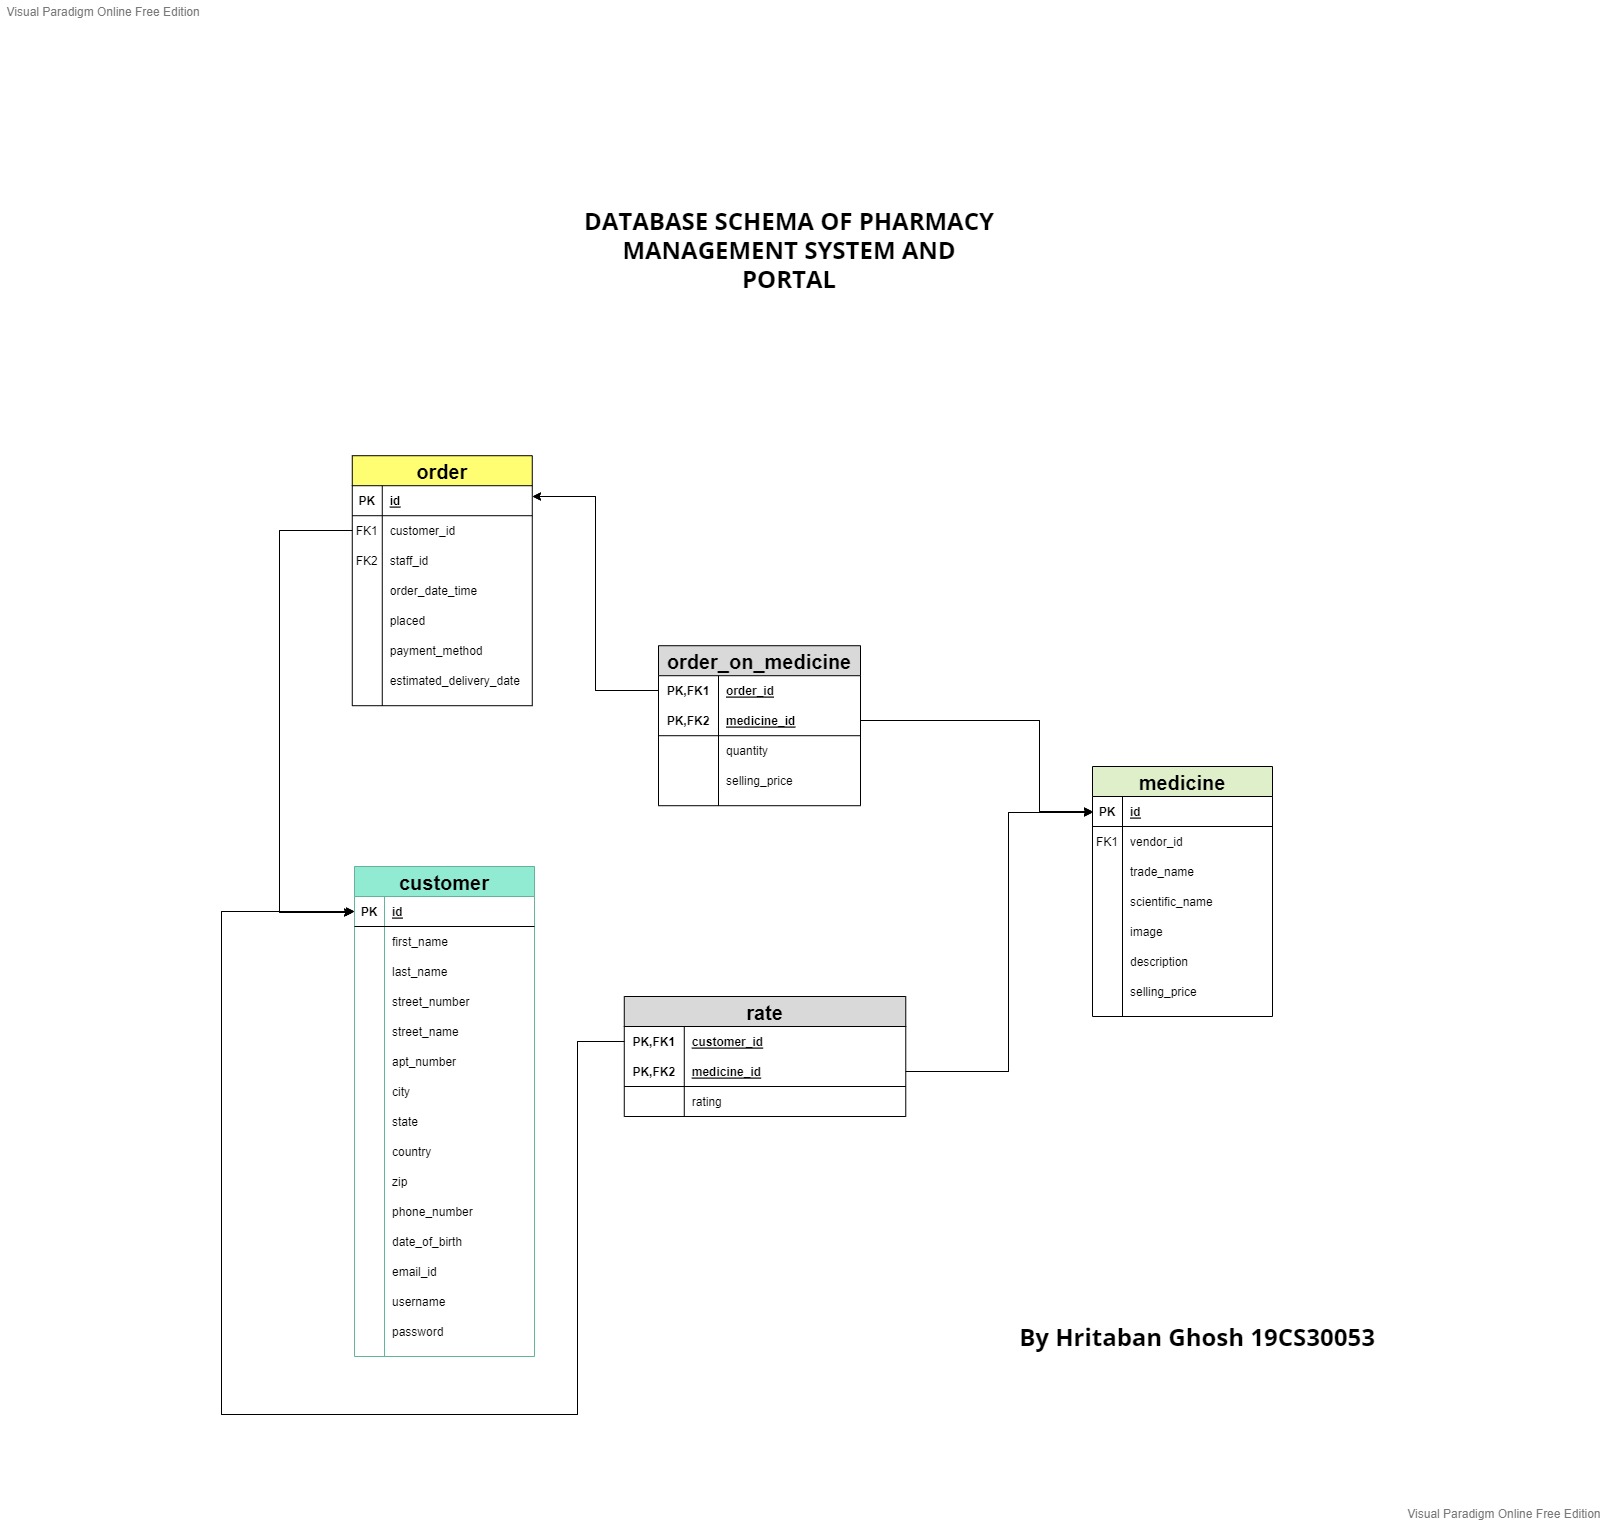 Visual Paradigm Online Free Edition
DATABASE SCHEMA OF PHARMACY
MANAGEMENT SYSTEM AND
PORTAL
order
PK id
FK1 customer_id
FK2 staff_id
order_date_time
placed
payment_method
estimated_delivery_date
order_on_medicine
PK,FK1 order_id
PK,FK2 medicine_id
quantity
selling_price
medicine
PK id
FK1 vendor_id
trade_name
scientific_name
image
description
selling_price
customer
PK id
first_name
last_name
street_number
street_name
apt_number
city
state
country
zip
phone_number
date_of_birth
email_id
username
password
rate
PK,FK1 customer_id
PK,FK2 medicine_id
rating
By Hritaban Ghosh 19CS30053
Visual Paradigm Online Free Edition